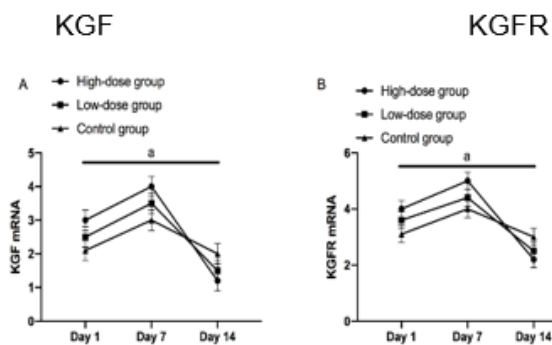 KGF
KGFR
A
High-dose group
Low-dose group
Control group
a
KGF mRNA
5
4
3
2
1
0
Day 1
Day 7
Day 14
B
High-dose group
Low-dose group
Control group
a
KGFR mRNA
6
4
2
0
Day 1
Day 7
Day 14